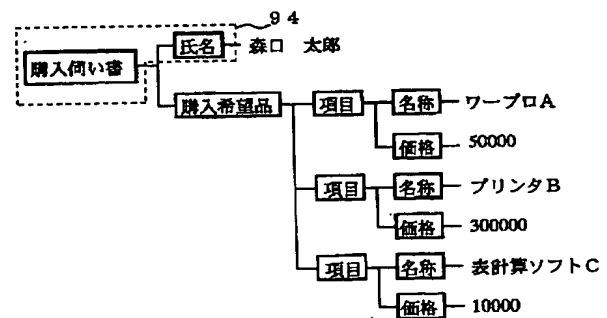 94
氏名 森口 太郎
購入伺い書
購入希望品 項目 名称 ワープロA
価格 50000
項目 名称 プリンタB
価格 300000
項目 名称 表計算ソフトC
価格 10000